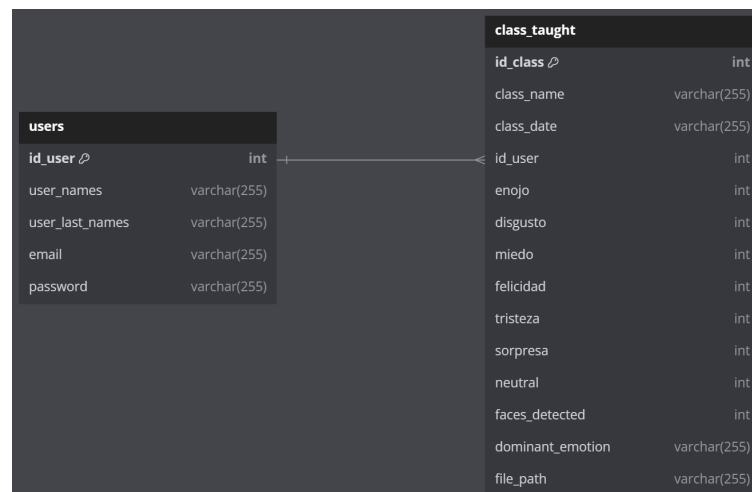 users
id_user int
user_names varchar(255)
user_last_names varchar(255)
email varchar(255)
password varchar(255)
class_taught
id_class int
class_name varchar(255)
class_date varchar(255)
id_user int
enojo int
disgusto int
miedo int
felicidad int
tristeza int
sorpresa int
neutral int
faces_detected int
dominant_emotion varchar(255)
file_path varchar(255)